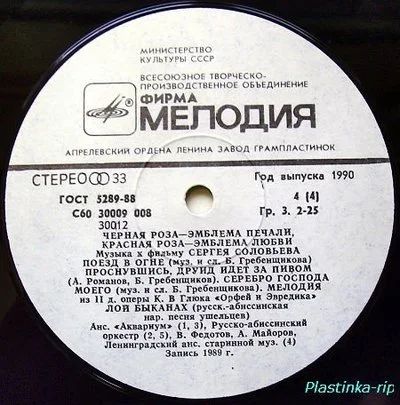 МИНИСТЕРСТВО
КУЛЬТУРЫ СССР
ВСЕСОЮЗНОЕ ТВОРЧЕСКО-
ПРОИЗВОДСТВЕННОЕ ОБЪЕДИНЕНИЕ
ФИРМА
МЕЛОДИЯ
АПРЕЛЕВСКИЙ ОРДЕНА ЛЕНИНА ЗАВОД ГРАМПЛАСТИНОК
СТЕРЕО 33
Год выпуска 1990
ГОСТ 5289-88
4 (4)
С60 30009 008
Гр. 3. 2-25
30012
ЧЕРНАЯ РОЗА—ЭМБЛЕМА ПЕЧАЛИ,
КРАСНАЯ РОЗА—ЭМБЛЕМА ЛЮБВИ
Музыка к фильму СЕРГЕЯ СОЛОВЬЕВА
ПОЕЗД В ОГНЕ (муз. и сл. Б. Гребенщикова)
ПРОСНУВШИСЬ, ДРУИД ИДЕТ ЗА ПИВОМ
(А. Романов, Б. Гребенщиков). СЕРЕБРО ГОСПОДА
МОЕГО (муз. и сл. Б. Гребенщикова). МЕЛОДИЯ
из II д. оперы К. В Глюка «Орфей и Эвредика»
ЛОЙ БЫКАНАХ (русск.-абиссинская
нар. песня ушельцев)
Анс. «Аквариум» (1, 3), Русско-абиссинский
оркестр (2, 5), В. Федотов, А. Майоров,
Ленинградский анс. старинной муз. (4)
Запись 1989 г.
Plastinka-rip